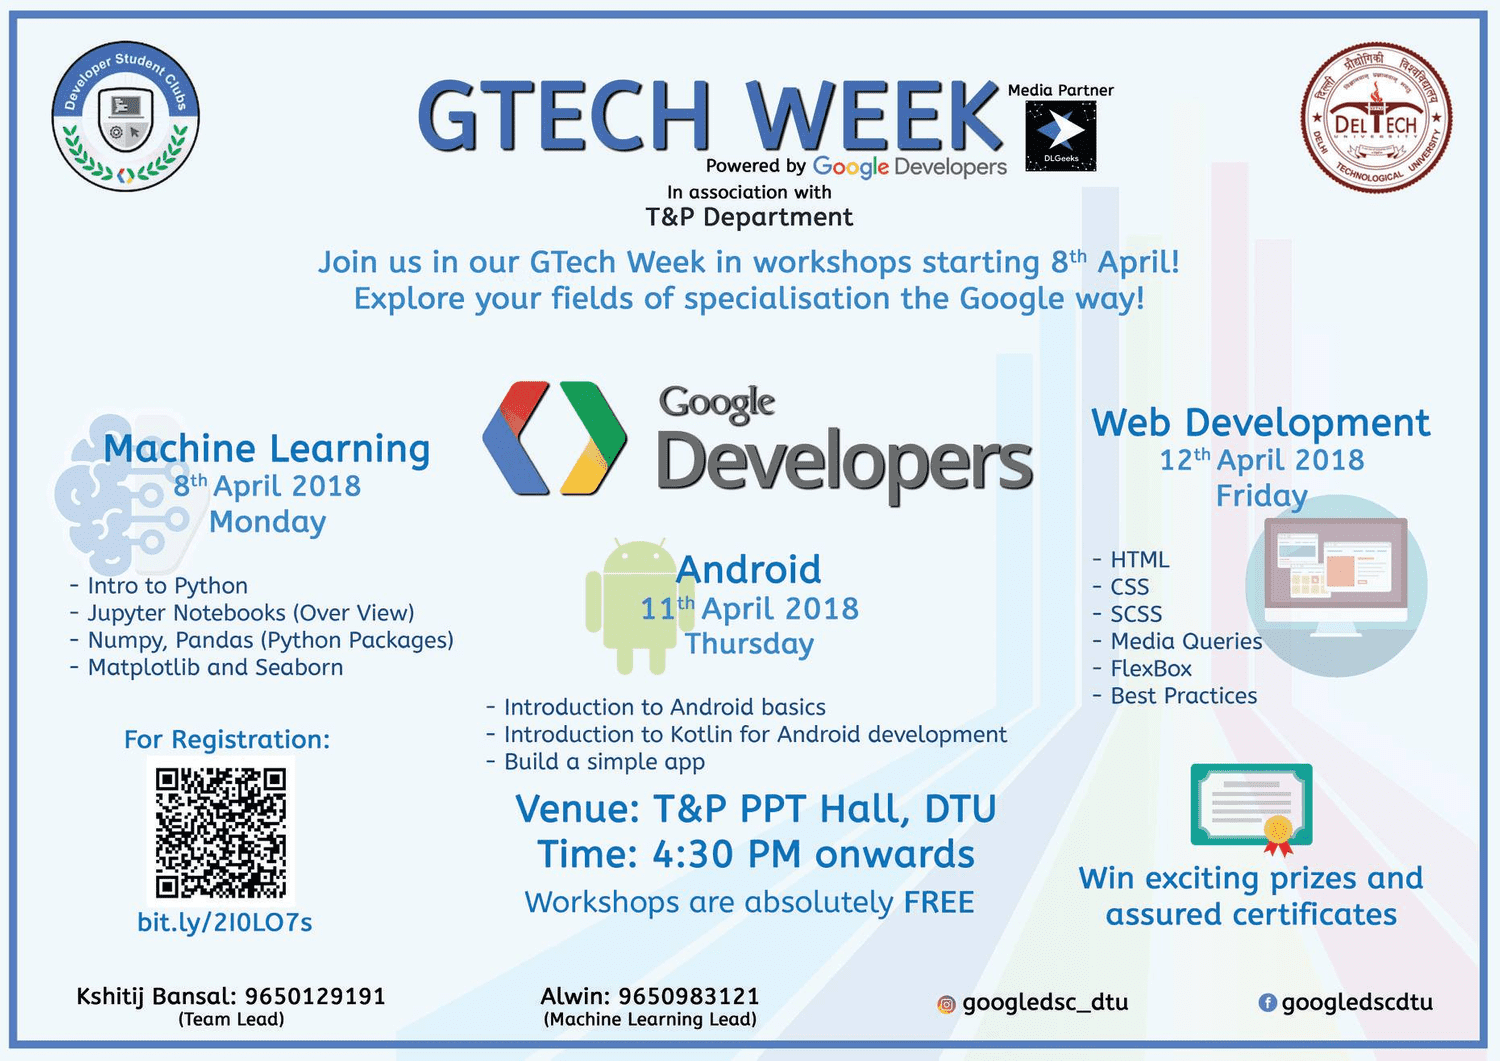 Developer Student Clubs
GTECH WEEK
Media Partner
DLGeeks
Powered by Google Developers
In association with
T&P Department
दिल्ली प्रौद्योगिकी विश्वविद्यालय
DELTECH
UNIVERSITY
DELHI TECHNOLOGICAL UNIVERSITY
Join us in our GTech Week in workshops starting 8th April!
Explore your fields of specialisation the Google way!
Google
Developers
Machine Learning
8th April 2018
Monday
- Intro to Python
- Jupyter Notebooks (Over View)
- Numpy, Pandas (Python Packages)
- Matplotlib and Seaborn
Android
11th April 2018
Thursday
- Introduction to Android basics
- Introduction to Kotlin for Android development
- Build a simple app
Web Development
12th April 2018
Friday
- HTML
- CSS
- SCSS
- Media Queries
- FlexBox
- Best Practices
For Registration:
bit.ly/2I0LO7s
Venue: T&P PPT Hall, DTU
Time: 4:30 PM onwards
Workshops are absolutely FREE
Win exciting prizes and
assured certificates
Kshitij Bansal: 9650129191
(Team Lead)
Alwin: 9650983121
(Machine Learning Lead)
googledsc_dtu
googledscdtu